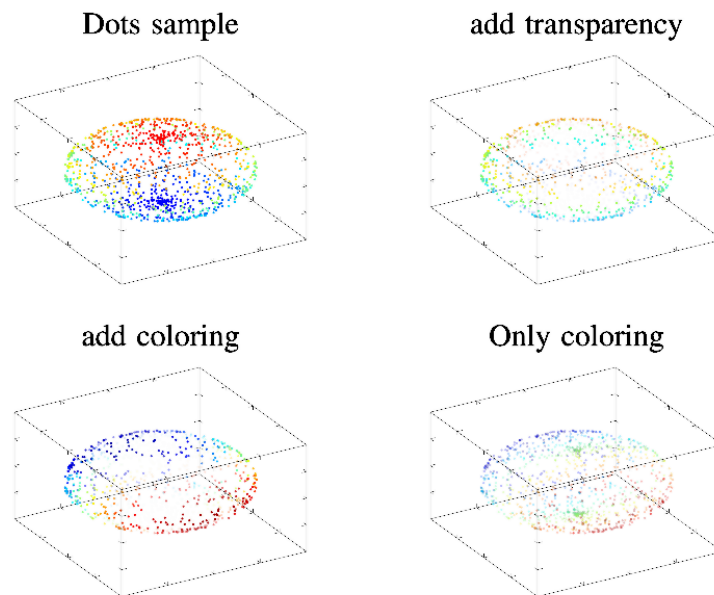 Dots sample
add transparency
add coloring
Only coloring